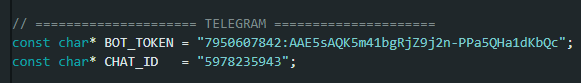 // ==================== TELEGRAM ====================
const char* BOT_TOKEN = "7950607842:AAE5sAQK5m41bgRjZ9j2n-PPa5QHa1dKbQc";
const char* CHAT_ID   = "5978235943";